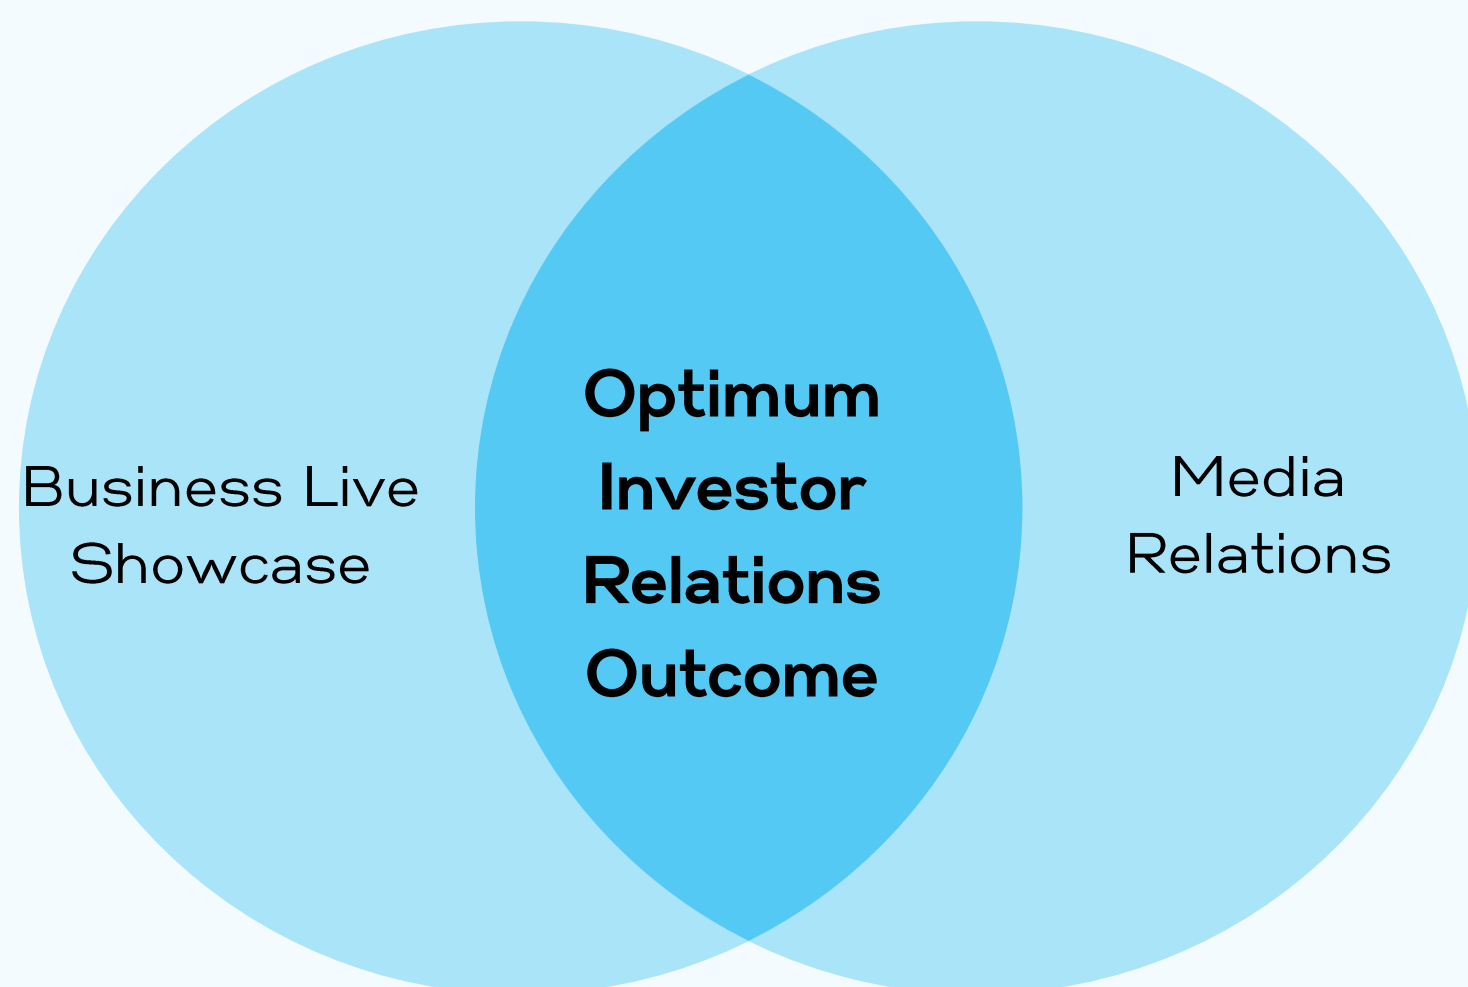 Business Live
Showcase
Optimum
Investor
Relations
Outcome
Media
Relations